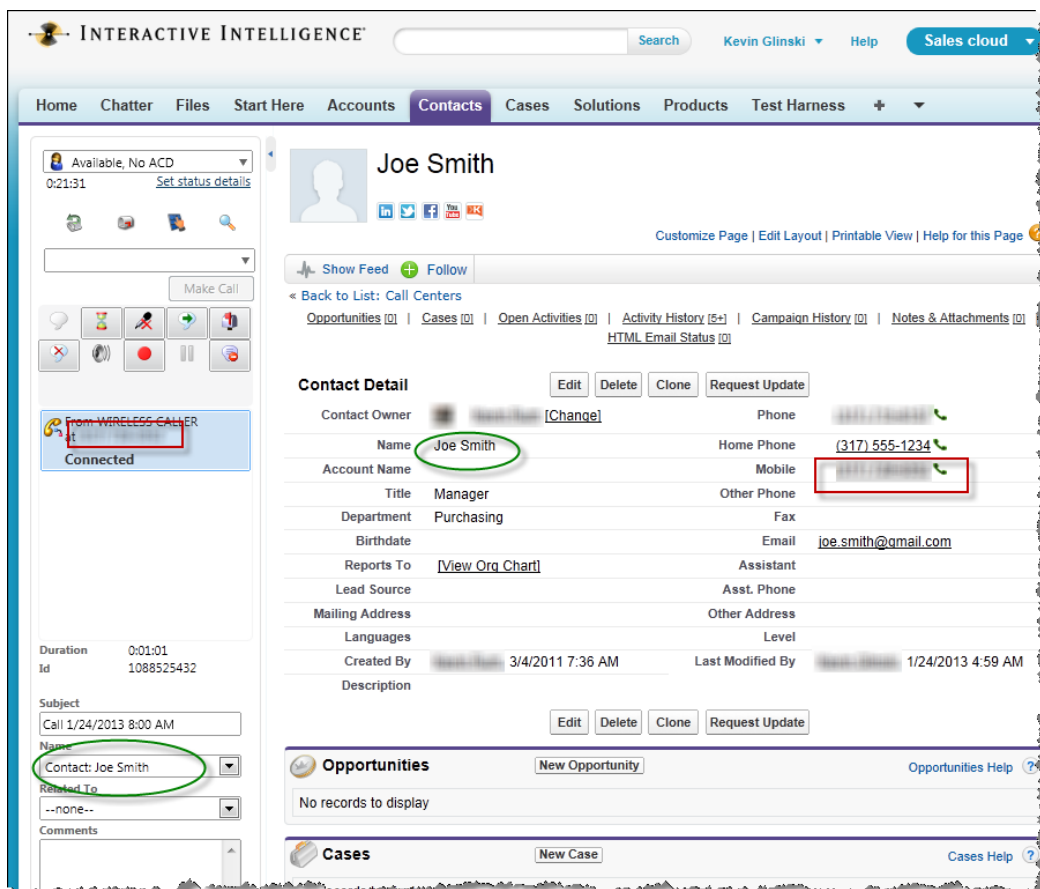 INTERACTIVE INTELLIGENCE
Search
Kevin Glinski
Help
Sales cloud
Home
Chatter
Files
Start Here
Accounts
Contacts
Cases
Solutions
Products
Test Harness
Available, No ACD
0:21:31
Set status details
Make Call
From WIRELESS CALLER
at
Connected
Duration 0:01:01
Id 1088525432
Subject
Call 1/24/2013 8:00 AM
Name
Contact: Joe Smith
Related To
--none--
Comments
Joe Smith
in
You Tube
Customize Page | Edit Layout | Printable View | Help for this Page
Show Feed
Follow
« Back to List: Call Centers
Opportunities [0] | Cases [0] | Open Activities [0] | Activity History [5+] | Campaign History [0] | Notes & Attachments [0]
HTML Email Status [0]
Contact Detail
Edit
Delete
Clone
Request Update
Contact Owner [Change]
Phone
Name Joe Smith
Home Phone (317) 555-1234
Account Name
Mobile
Title Manager
Other Phone
Department Purchasing
Fax
Birthdate
Email joe.smith@gmail.com
Reports To [View Org Chart]
Assistant
Lead Source
Asst. Phone
Mailing Address
Other Address
Languages
Level
Created By 3/4/2011 7:36 AM
Last Modified By 1/24/2013 4:59 AM
Description
Edit
Delete
Clone
Request Update
Opportunities
New Opportunity
Opportunities Help ?
No records to display
Cases
New Case
Cases Help ?